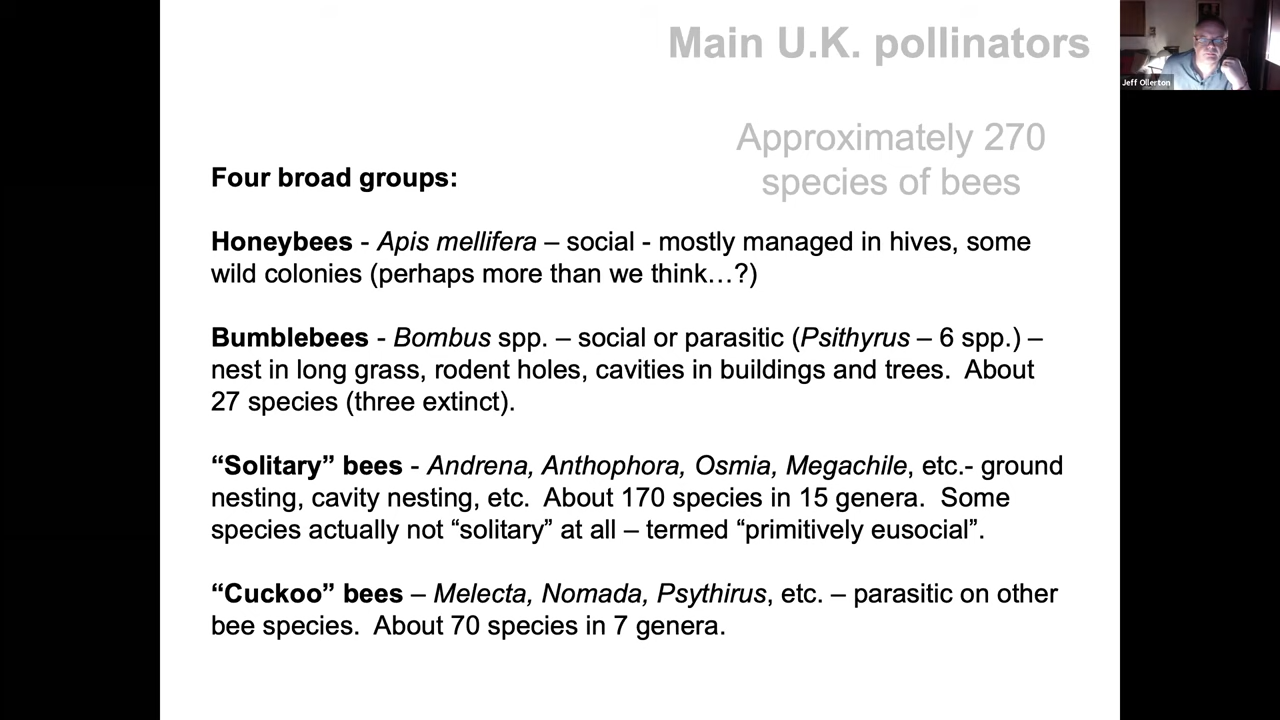 Main U.K. pollinators
Jeff Ollerton
Approximately 270
species of bees
Four broad groups:
Honeybees - Apis mellifera – social - mostly managed in hives, some
wild colonies (perhaps more than we think…?)
Bumblebees - Bombus spp. – social or parasitic (Psithyrus – 6 spp.) –
nest in long grass, rodent holes, cavities in buildings and trees.  About
27 species (three extinct).
“Solitary” bees - Andrena, Anthophora, Osmia, Megachile, etc.- ground
nesting, cavity nesting, etc.  About 170 species in 15 genera.  Some
species actually not “solitary” at all – termed “primitively eusocial”.
“Cuckoo” bees – Melecta, Nomada, Psythirus, etc. – parasitic on other
bee species.  About 70 species in 7 genera.